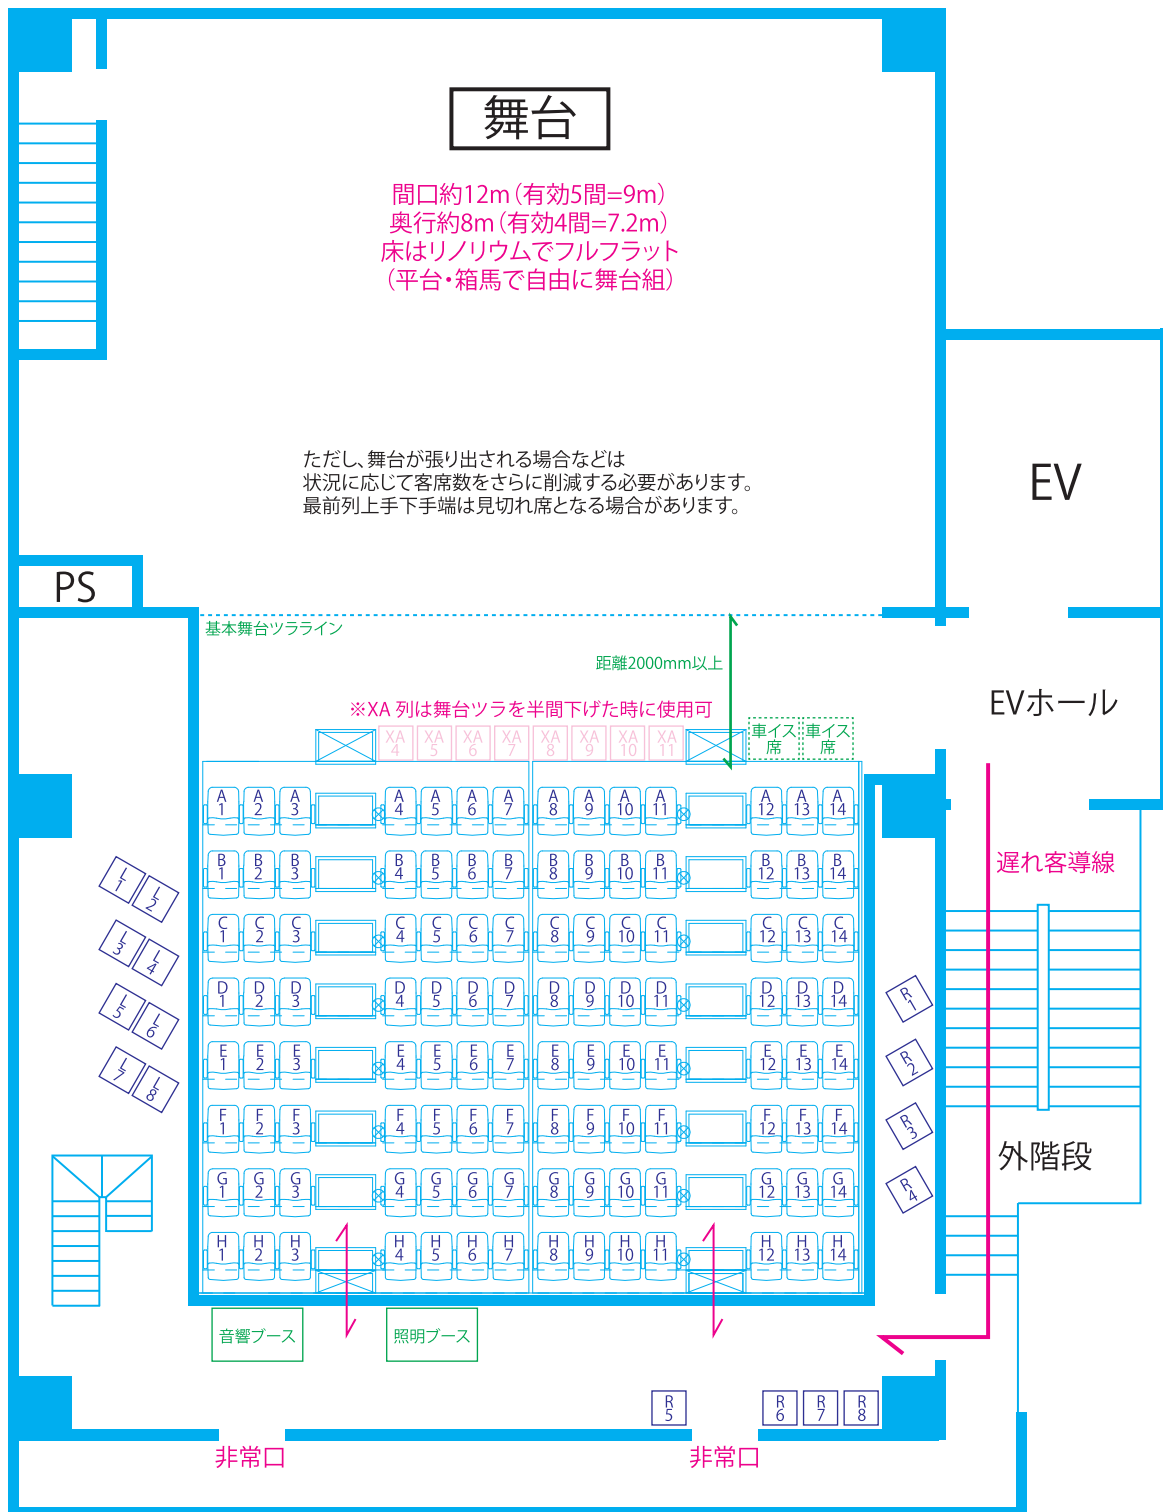 舞台
間口約12m（有効5間=9m）
奥行約8m（有効4間=7.2m）
床はリノリウムでフルフラット
（平台・箱馬で自由に舞台組）
ただし、舞台が張り出される場合などは
状況に応じて客席数をさらに削減する必要があります。
最前列上手下手端は見切れ席となる場合があります。
EV
PS
基本舞台ツラライン
距離2000mm以上
EVホール
※XA 列は舞台ツラを半間下げた時に使用可
XA 4 XA 5 XA 6 XA 7 XA 8 XA 9 XA 10 XA 11
車イス席 車イス席
A 1 A 2 A 3 A 4 A 5 A 6 A 7 A 8 A 9 A 10 A 11 A 12 A 13 A 14
遅れ客導線
B 1 B 2 B 3 B 4 B 5 B 6 B 7 B 8 B 9 B 10 B 11 B 12 B 13 B 14
L 1 L 2
C 1 C 2 C 3 C 4 C 5 C 6 C 7 C 8 C 9 C 10 C 11 C 12 C 13 C 14
L 3 L 4
D 1 D 2 D 3 D 4 D 5 D 6 D 7 D 8 D 9 D 10 D 11 D 12 D 13 D 14
L 5 L 6
R 1
E 1 E 2 E 3 E 4 E 5 E 6 E 7 E 8 E 9 E 10 E 11 E 12 E 13 E 14
L 7 L 8
R 2
F 1 F 2 F 3 F 4 F 5 F 6 F 7 F 8 F 9 F 10 F 11 F 12 F 13 F 14
R 3
外階段
G 1 G 2 G 3 G 4 G 5 G 6 G 7 G 8 G 9 G 10 G 11 G 12 G 13 G 14
R 4
H 1 H 2 H 3 H 4 H 5 H 6 H 7 H 8 H 9 H 10 H 11 H 12 H 13 H 14
音響ブース
照明ブース
R 5 R 6 R 7 R 8
非常口
非常口